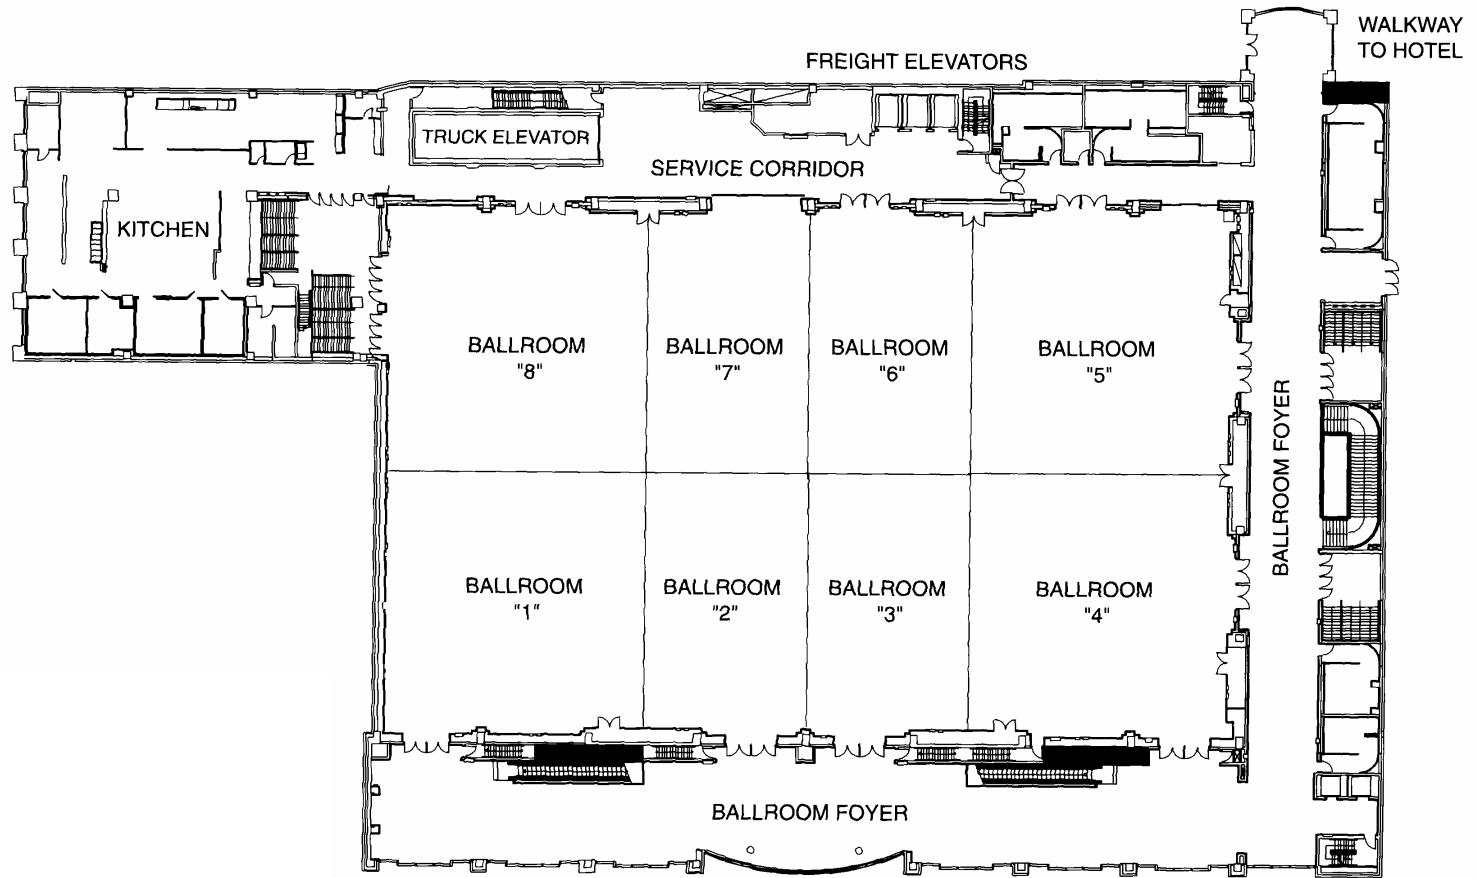 WALKWAY
TO HOTEL
FREIGHT ELEVATORS
TRUCK ELEVATOR
SERVICE CORRIDOR
KITCHEN
BALLROOM
"8"
BALLROOM
"7"
BALLROOM
"6"
BALLROOM
"5"
BALLROOM FOYER
BALLROOM
"1"
BALLROOM
"2"
BALLROOM
"3"
BALLROOM
"4"
BALLROOM FOYER